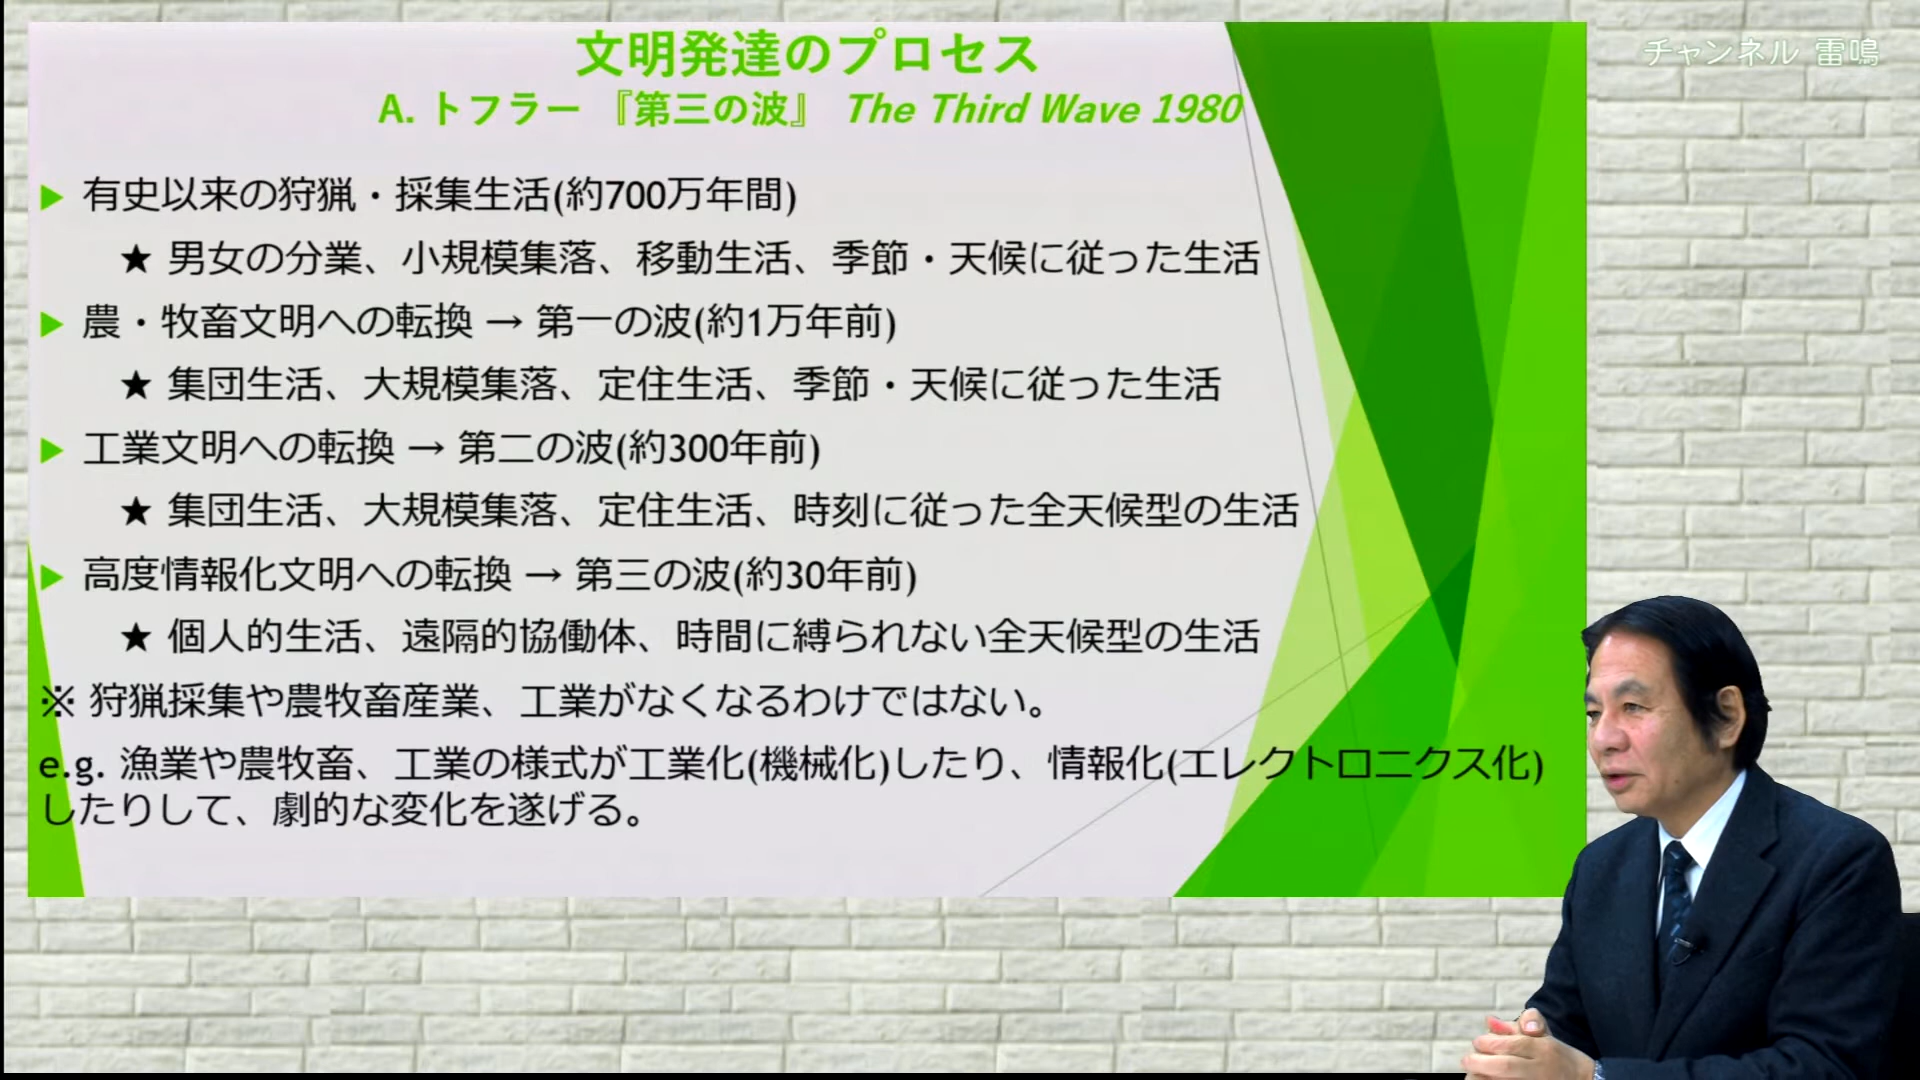 文明発達のプロセス
A. トフラー 『第三の波』 The Third Wave 1980
チャンネル 雷鳴
▶ 有史以来の狩猟・採集生活(約700万年間)
★ 男女の分業、小規模集落、移動生活、季節・天候に従った生活
▶ 農・牧畜文明への転換 → 第一の波(約1万年前)
★ 集団生活、大規模集落、定住生活、季節・天候に従った生活
▶ 工業文明への転換 → 第二の波(約300年前)
★ 集団生活、大規模集落、定住生活、時刻に従った全天候型の生活
▶ 高度情報化文明への転換 → 第三の波(約30年前)
★ 個人的生活、遠隔的協働体、時間に縛られない全天候型の生活
※ 狩猟採集や農牧畜産業、工業がなくなるわけではない。
e.g. 漁業や農牧畜、工業の様式が工業化(機械化)したり、情報化(エレクトロニクス化)
したりして、劇的な変化を遂げる。